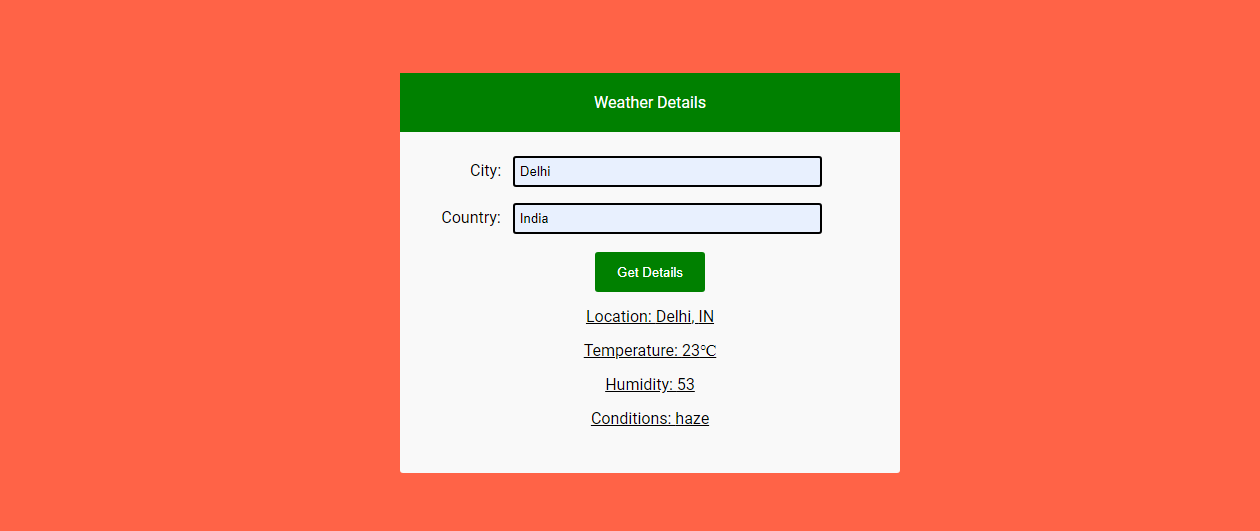 Weather Details
City: Delhi
Country: India
Get Details
Location: Delhi, IN
Temperature: 23℃
Humidity: 53
Conditions: haze